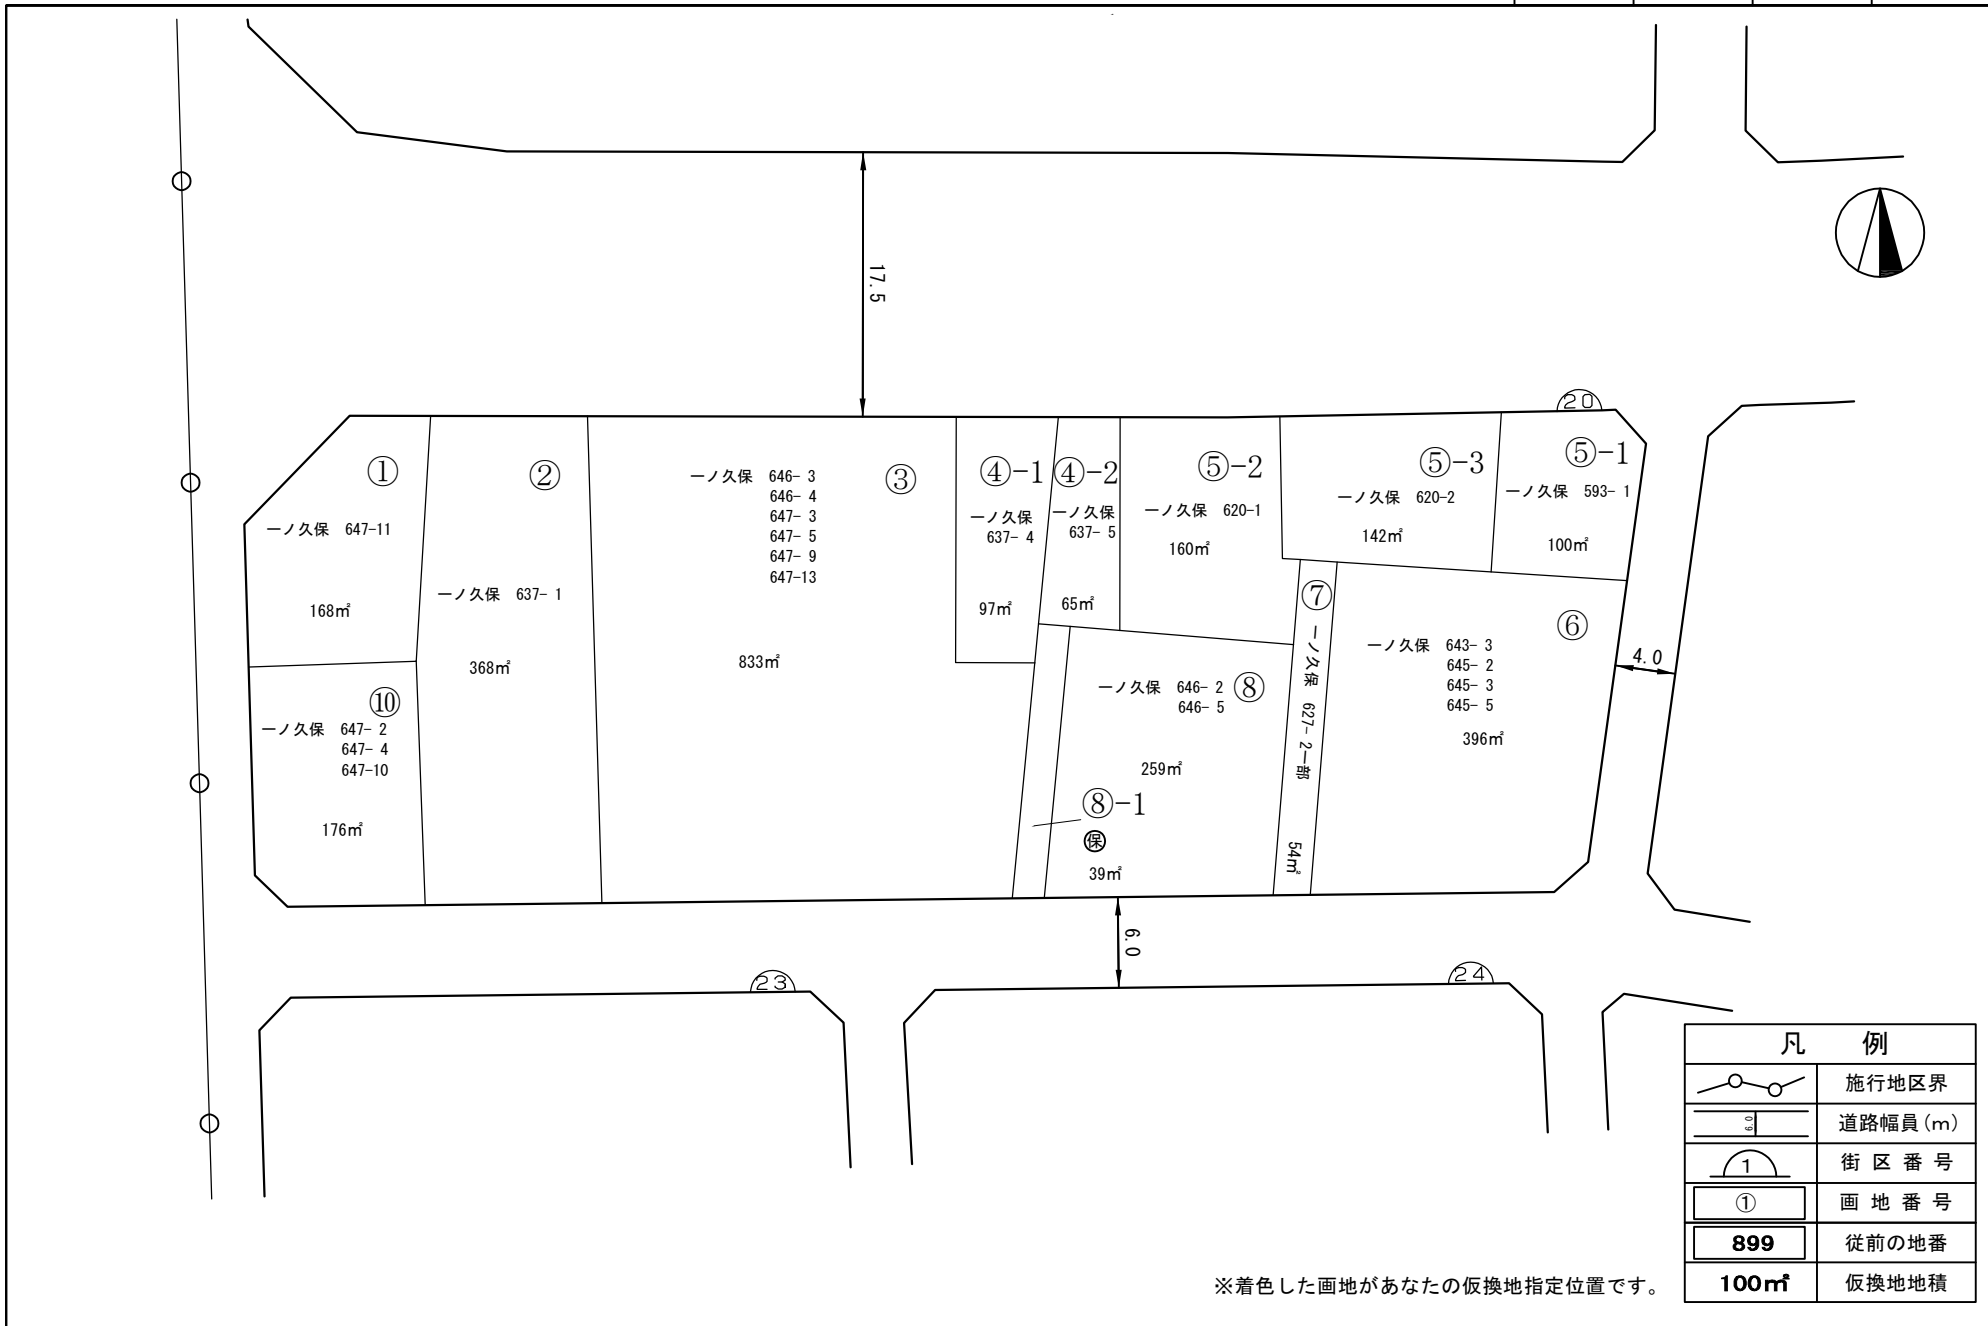 17.5
20
①
一ノ久保 647-11
168㎡
②
一ノ久保 637- 1
368㎡
③
一ノ久保 646- 3
646- 4
647- 3
647- 5
647- 9
647-13
833㎡
④-1
一ノ久保
637- 4
97㎡
④-2
一ノ久保
637- 5
65㎡
⑤-2
一ノ久保 620-1
160㎡
⑤-3
一ノ久保 620-2
142㎡
⑤-1
一ノ久保 593- 1
100㎡
⑦
一ノ久保 627- 2一部
54㎡
⑥
一ノ久保 643- 3
645- 2
645- 3
645- 5
396㎡
4.0
⑩
一ノ久保 647- 2
647- 4
647-10
176㎡
一ノ久保 646- 2 ⑧
646- 5
259㎡
⑧-1
保
39㎡
6.0
23
24
凡 例
施行地区界
6.0 道路幅員(m)
1 街区番号
① 画地番号
899 従前の地番
100㎡ 仮換地地積
※着色した画地があなたの仮換地指定位置です。